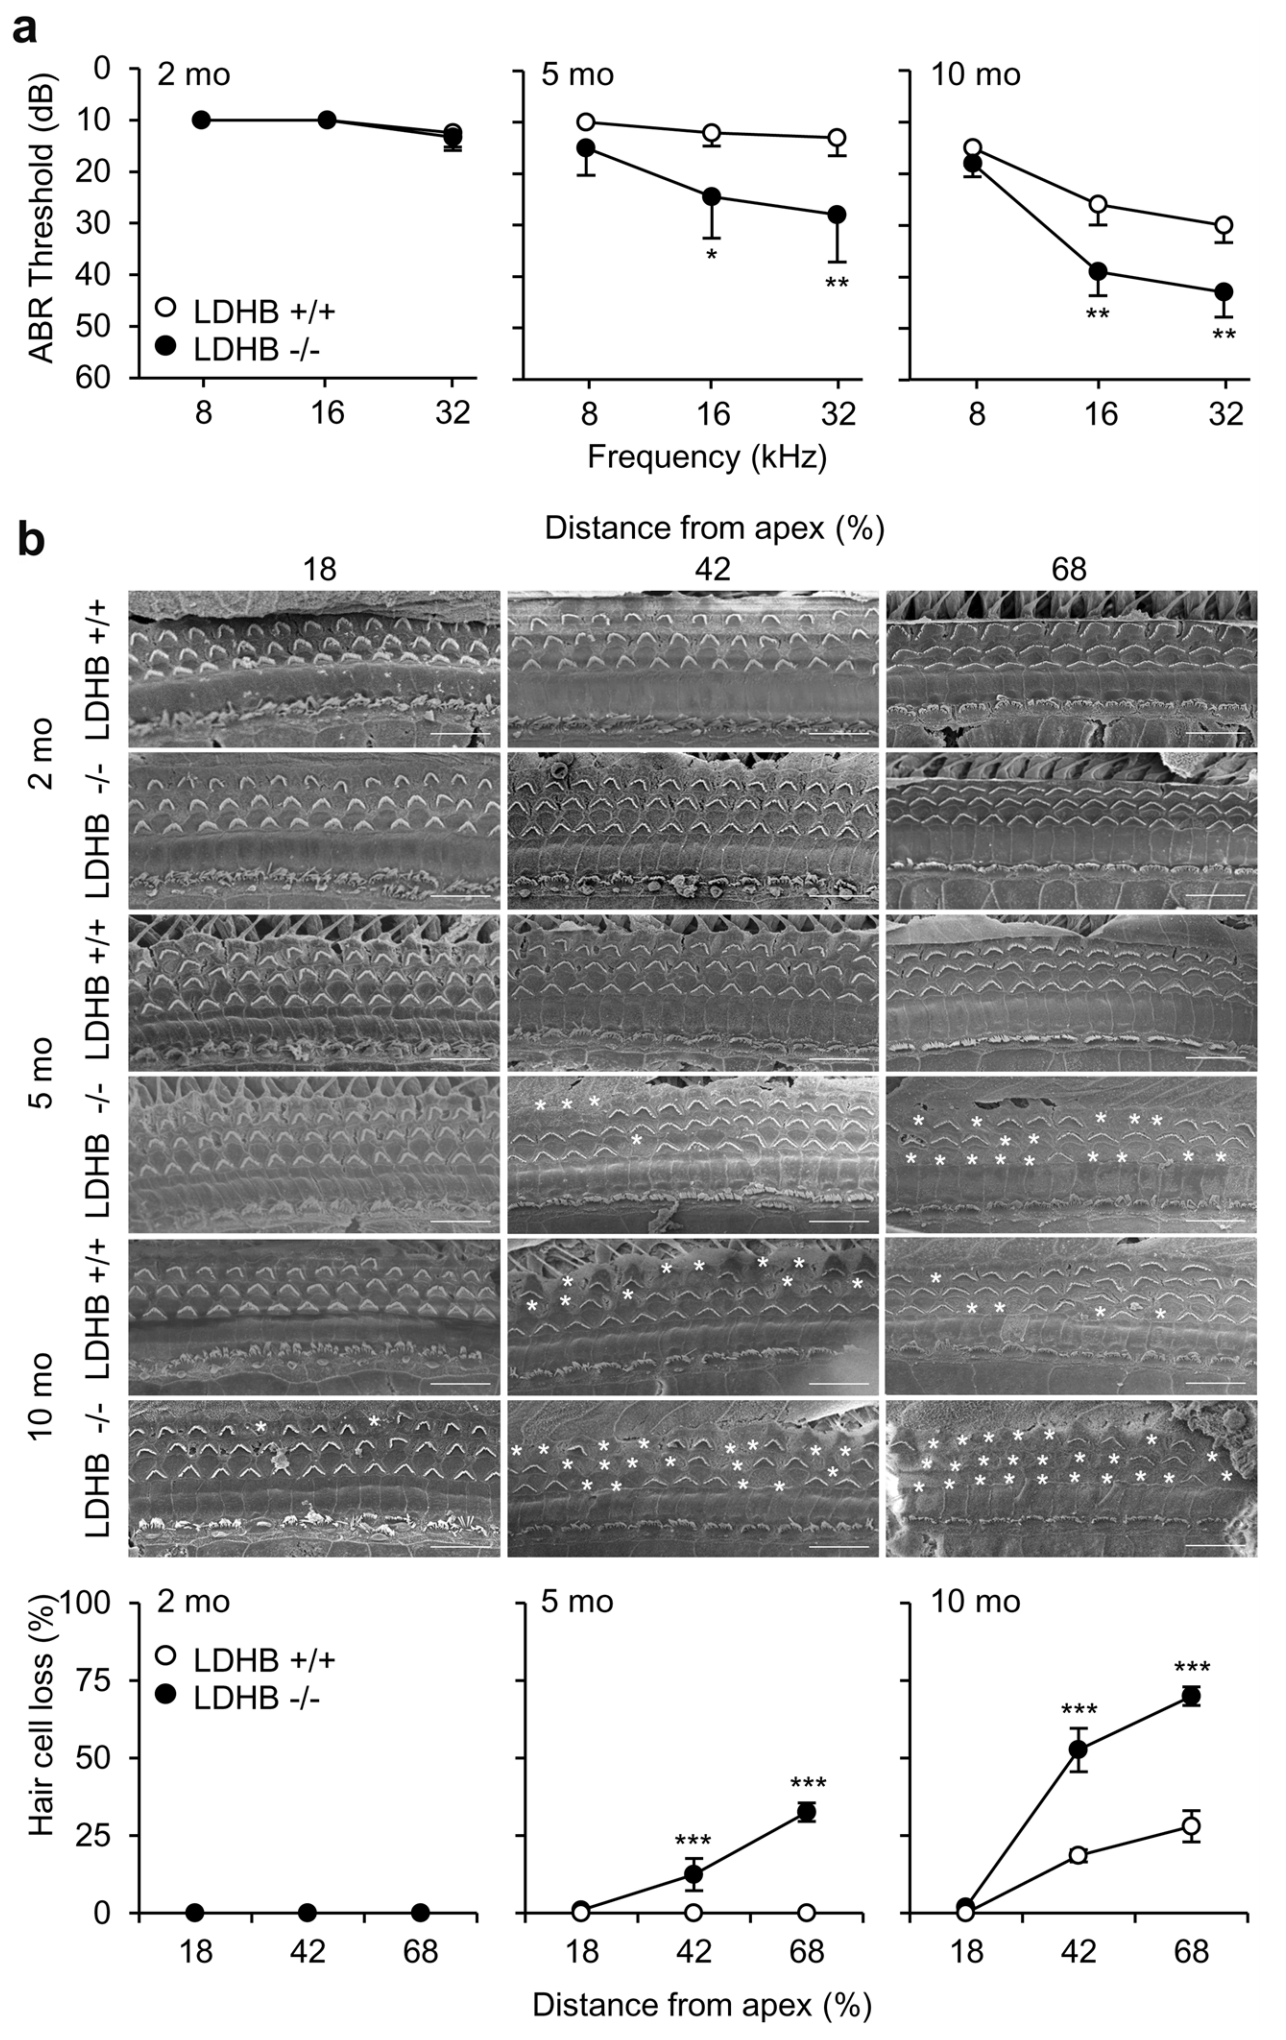 a
2 mo
5 mo
10 mo
ABR Threshold (dB)
0
10
20
30
40
50
60
LDHB +/+
LDHB -/-
*
**
**
**
8 16 32
8 16 32
8 16 32
Frequency (kHz)
b
Distance from apex (%)
18 42 68
2 mo
LDHB +/+
LDHB -/-
5 mo
LDHB +/+
LDHB -/-
10 mo
LDHB +/+
LDHB -/-
Hair cell loss (%)
100
75
50
25
0
2 mo
LDHB +/+
LDHB -/-
5 mo
***
***
10 mo
***
***
18 42 68
18 42 68
18 42 68
Distance from apex (%)